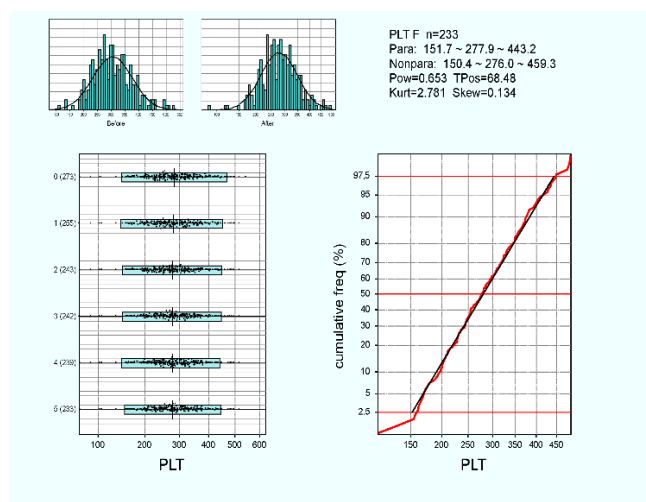 PLT F n=233
Para: 151.7 ~ 277.9 ~ 443.2
Nonpara: 150.4 ~ 276.0 ~ 459.3
Pow=0.653 TPos=68.48
Kurt=2.781 Skew=0.134
Before
After
0 (273)
1 (265)
2 (243)
3 (242)
4 (239)
5 (233)
100 200 300 400 500 600
PLT
cumulative freq (%)
97,5
95
90
80
70
60
50
40
30
20
10
5
2.5
150 200 250 300 350 400 450
PLT